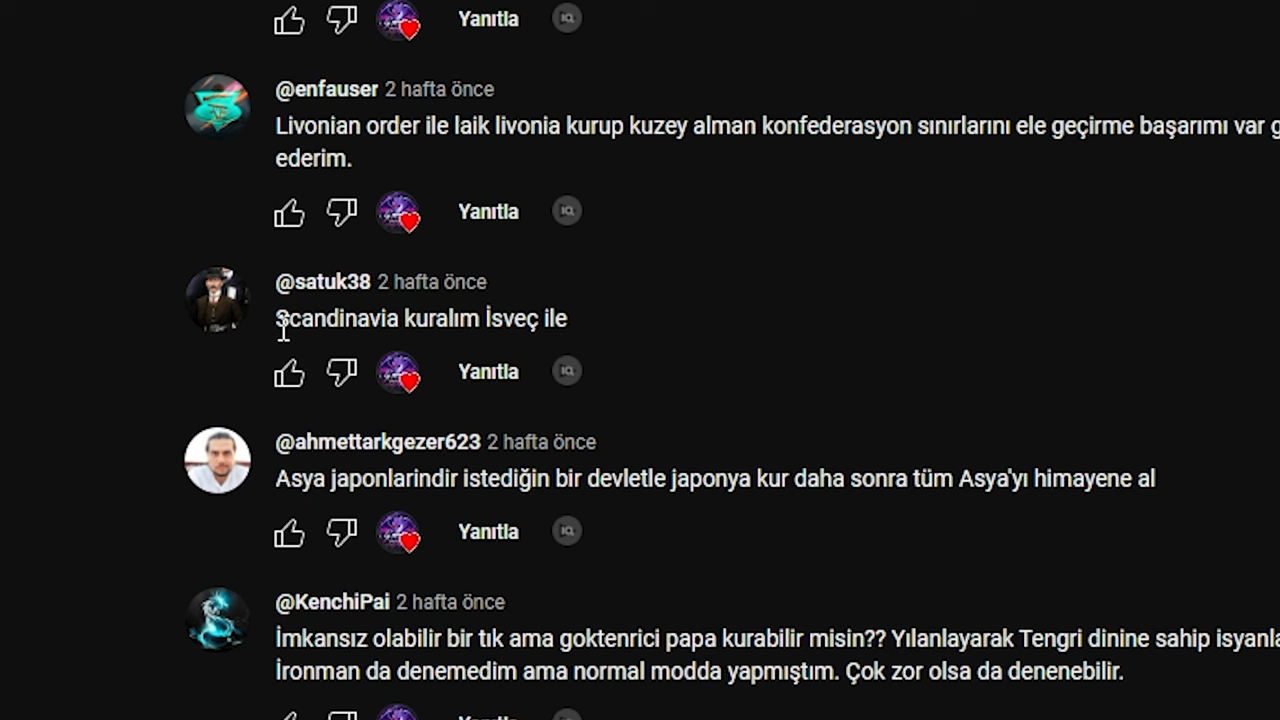 Yanıtla
@enfauser 2 hafta önce
Livonian order ile laik livonia kurup kuzey alman konfederasyon sınırlarını ele geçirme başarımı var
ederim.
Yanıtla
@satuk38 2 hafta önce
Scandinavia kuralım İsveç ile
Yanıtla
@ahmettarkgezer623 2 hafta önce
Asya japonlarindir istediğin bir devletle japonya kur daha sonra tüm Asya'yı himayene al
Yanıtla
@KenchiPai 2 hafta önce
İmkansız olabilir bir tık ama goktenrici papa kurabilir misin?? Yılanlayarak Tengri dinine sahip
İronman da denemedim ama normal modda yapmıştım. Çok zor olsa da denenebilir.
Yanıtla